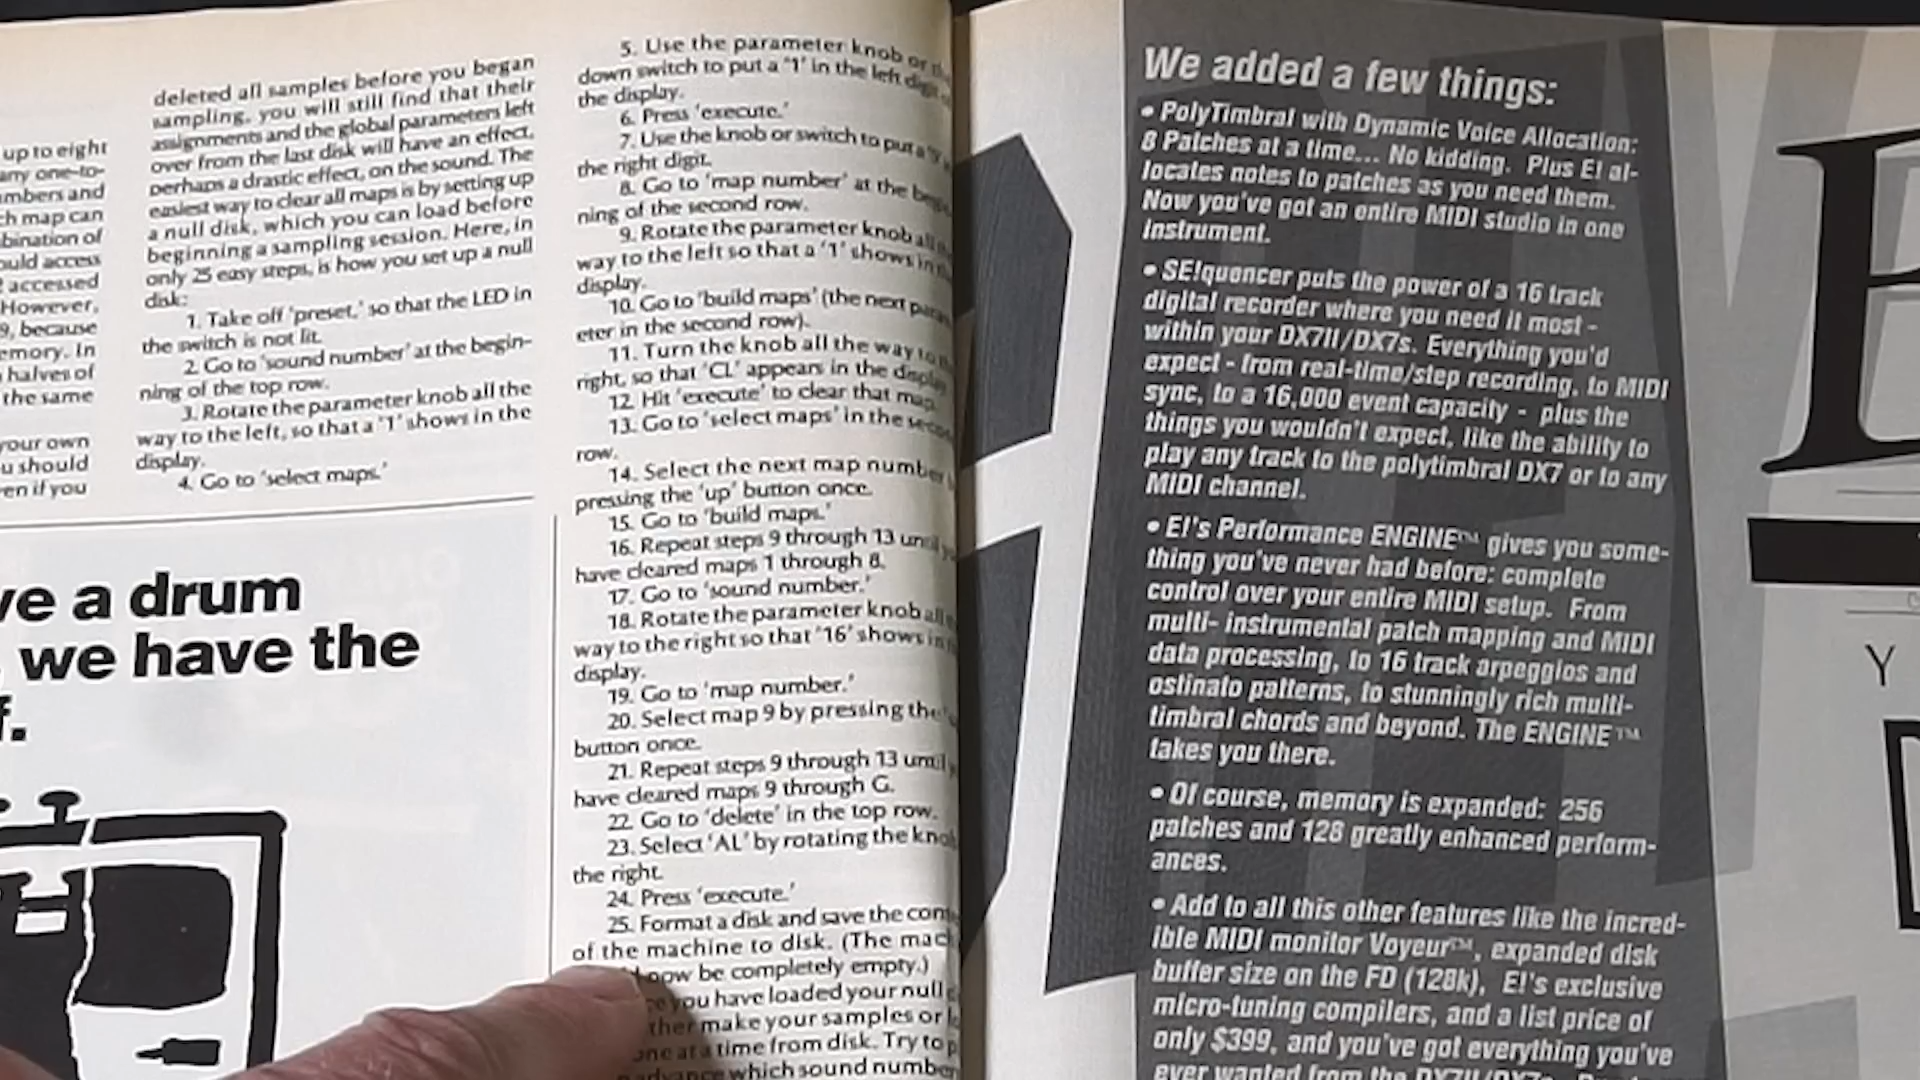 up to eight
any one-to-
mbers and
ch map can
bination of
ould access
accessed
However,
9, because
emory. In
halves of
the same
your own
u should
en if you
deleted all samples before you began
sampling, you will still find that their
assignments and the global parameters left
over from the last disk will have an effect,
perhaps a drastic effect, on the sound. The
easiest way to clear all maps is by setting up
a null disk, which you can load before
beginning a sampling session. Here, in
only 25 easy steps, is how you set up a null
disk:
1. Take off 'preset,' so that the LED in
the switch is not lit.
2. Go to 'sound number' at the begin-
ning of the top row.
3. Rotate the parameter knob all the
way to the left, so that a '1' shows in the
display.
4. Go to 'select maps.'
ve a drum
we have the
f.
5. Use the parameter knob or
down switch to put a '1' in the left digit
the display.
6. Press 'execute.'
7. Use the knob or switch to put a
the right digit.
8. Go to 'map number' at the begin
ning of the second row.
9. Rotate the parameter knob all
way to the left so that a '1' shows in
display.
10. Go to 'build maps' (the next param
eter in the second row).
11. Turn the knob all the way to
right, so that 'CL' appears in the display
12. Hit 'execute' to clear that map.
13. Go to 'select maps' in the second
row.
14. Select the next map number
pressing the 'up' button once.
15. Go to 'build maps.'
16. Repeat steps 9 through 13 until
have cleared maps 1 through 8.
17. Go to 'sound number.'
18. Rotate the parameter knob all
way to the right so that '16' shows in
display.
19. Go to 'map number.'
20. Select map 9 by pressing the
button once.
21. Repeat steps 9 through 13 until
have cleared maps 9 through G.
22. Go to 'delete' in the top row.
23. Select 'AL' by rotating the knob
the right.
24. Press 'execute.'
25. Format a disk and save the cont
of the machine to disk. (The mach
now be completely empty.)
you have loaded your null
ther make your samples or
one at a time from disk. Try to
advance which sound number
We added a few things:
• PolyTimbral with Dynamic Voice Allocation:
8 Patches at a time... No kidding. Plus E! al-
locates notes to patches as you need them.
Now you've got an entire MIDI studio in one
instrument.
• SE!quencer puts the power of a 16 track
digital recorder where you need it most -
within your DX7II/DX7s. Everything you'd
expect - from real-time/step recording, to MIDI
sync, to a 16,000 event capacity - plus the
things you wouldn't expect, like the ability to
play any track to the polytimbral DX7 or to any
MIDI channel.
• E!'s Performance ENGINE™ gives you some-
thing you've never had before: complete
control over your entire MIDI setup. From
multi- instrumental patch mapping and MIDI
data processing, to 16 track arpeggios and
ostinato patterns, to stunningly rich multi-
timbral chords and beyond. The ENGINE™
takes you there.
• Of course, memory is expanded: 256
patches and 128 greatly enhanced perform-
ances.
• Add to all this other features like the incred-
ible MIDI monitor Voyeur™, expanded disk
buffer size on the FD (128k), E!'s exclusive
micro-tuning compilers, and a list price of
only $399, and you've got everything you've
ever wanted from the DX7II/DX7s.
E
Y